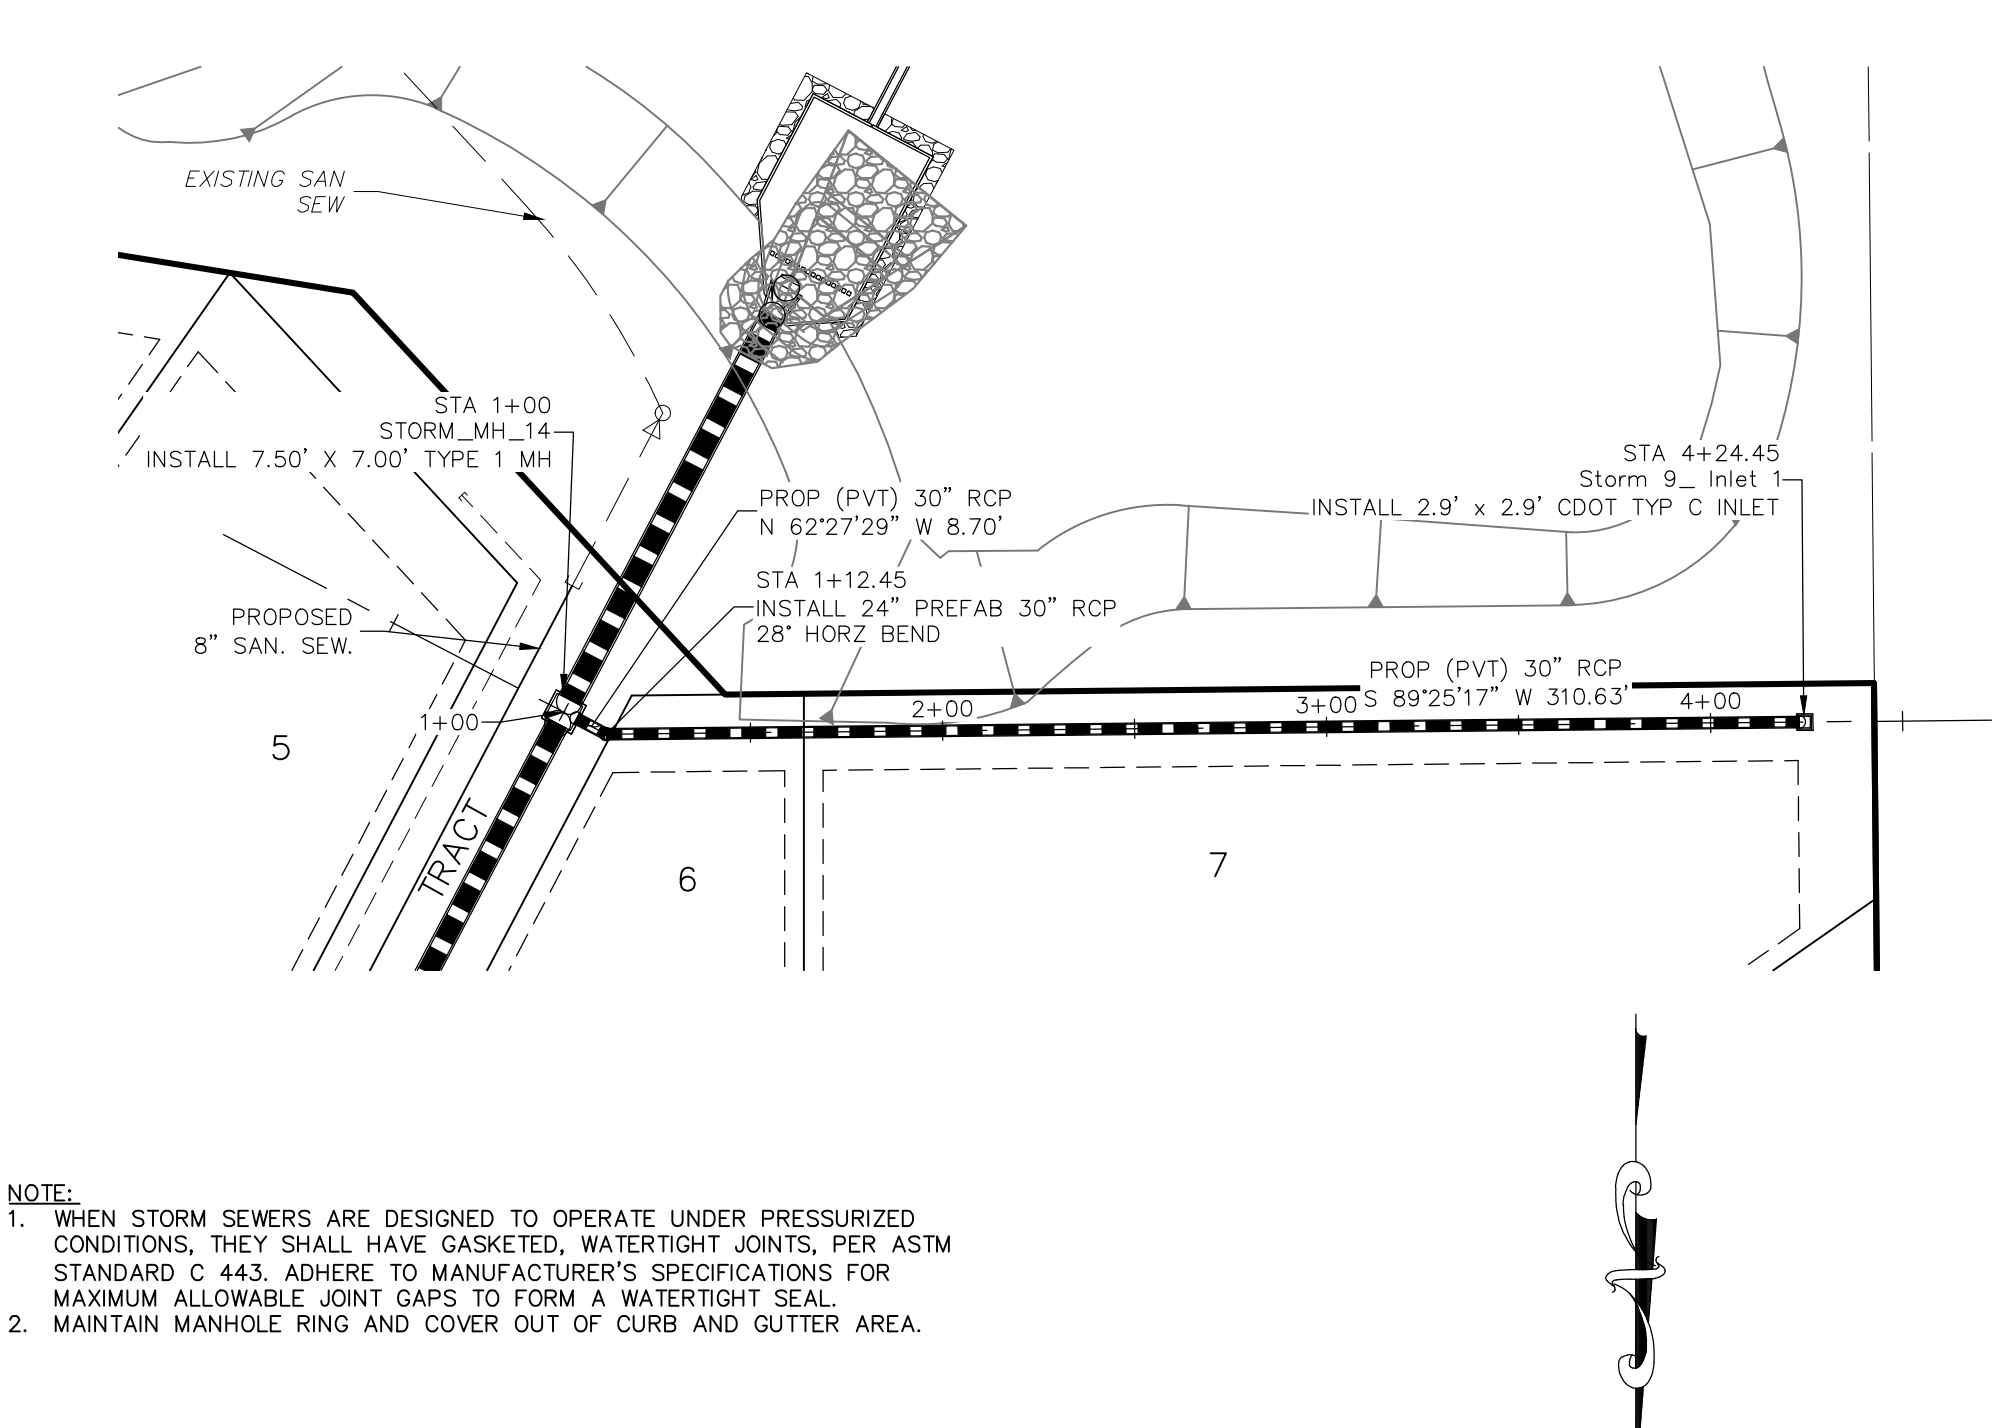 EXISTING SAN
SEW
STA 1+00
STORM_MH_14
INSTALL 7.50' X 7.00' TYPE 1 MH
STA 4+24.45
Storm 9_ Inlet 1
INSTALL 2.9' x 2.9' CDOT TYP C INLET
PROP (PVT) 30" RCP
N 62°27'29" W 8.70'
STA 1+12.45
INSTALL 24" PREFAB 30" RCP
28° HORZ BEND
PROPOSED
8" SAN. SEW.
PROP (PVT) 30" RCP
S 89°25'17" W 310.63'
1+00
2+00
3+00
4+00
5
TRACT
6
7
NOTE:
1. WHEN STORM SEWERS ARE DESIGNED TO OPERATE UNDER PRESSURIZED
CONDITIONS, THEY SHALL HAVE GASKETED, WATERTIGHT JOINTS, PER ASTM
STANDARD C 443. ADHERE TO MANUFACTURER'S SPECIFICATIONS FOR
MAXIMUM ALLOWABLE JOINT GAPS TO FORM A WATERTIGHT SEAL.
2. MAINTAIN MANHOLE RING AND COVER OUT OF CURB AND GUTTER AREA.